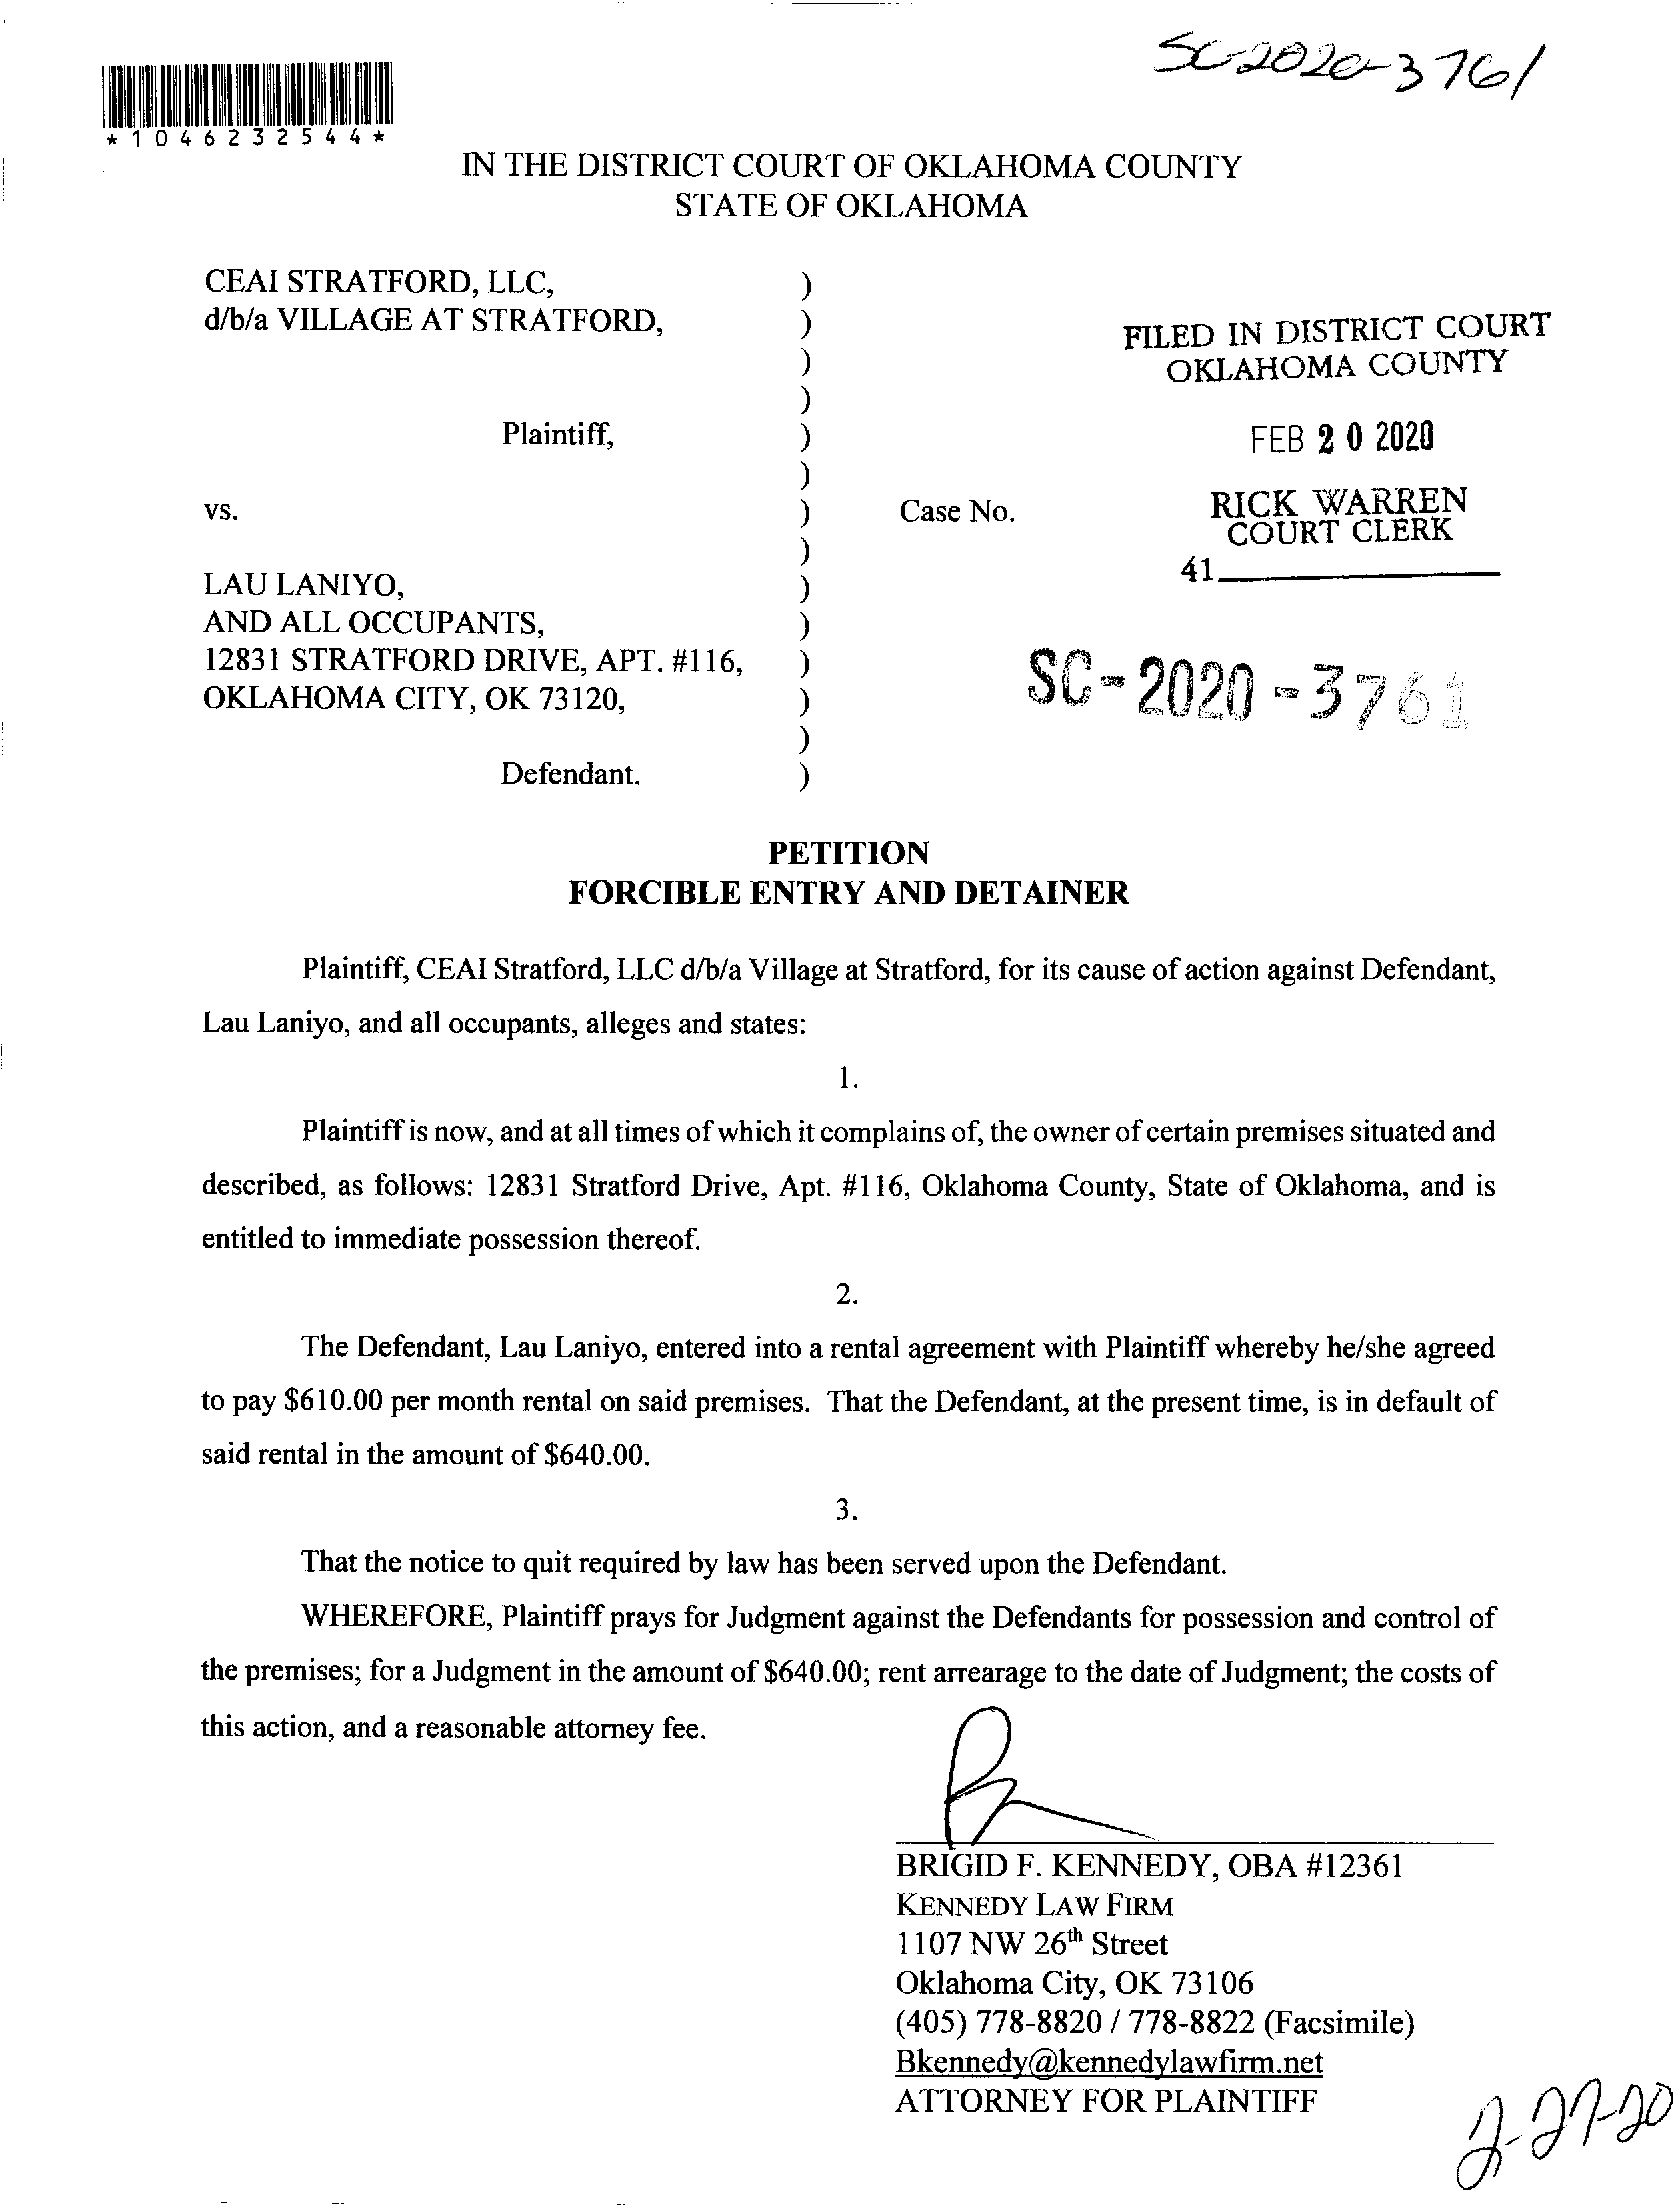 SC-2020-3761
*1046232544*
IN THE DISTRICT COURT OF OKLAHOMA COUNTY
STATE OF OKLAHOMA
CEAI STRATFORD, LLC, )
d/b/a VILLAGE AT STRATFORD, )
FILED IN DISTRICT COURT
OKLAHOMA COUNTY
)
)
Plaintiff, )
FEB 20 2020
)
vs. ) Case No.
RICK WARREN
COURT CLERK
)
41
LAU LANIYO, )
AND ALL OCCUPANTS, )
12831 STRATFORD DRIVE, APT. #116, )
OKLAHOMA CITY, OK 73120, )
SC-2020-3761
)
Defendant. )
PETITION
FORCIBLE ENTRY AND DETAINER
Plaintiff, CEAI Stratford, LLC d/b/a Village at Stratford, for its cause of action against Defendant,
Lau Laniyo, and all occupants, alleges and states:
1.
Plaintiff is now, and at all times of which it complains of, the owner of certain premises situated and
described, as follows: 12831 Stratford Drive, Apt. #116, Oklahoma County, State of Oklahoma, and is
entitled to immediate possession thereof.
2.
The Defendant, Lau Laniyo, entered into a rental agreement with Plaintiff whereby he/she agreed
to pay $610.00 per month rental on said premises. That the Defendant, at the present time, is in default of
said rental in the amount of $640.00.
3.
That the notice to quit required by law has been served upon the Defendant.
WHEREFORE, Plaintiff prays for Judgment against the Defendants for possession and control of
the premises; for a Judgment in the amount of $640.00; rent arrearage to the date of Judgment; the costs of
this action, and a reasonable attorney fee.
BRIGID F. KENNEDY, OBA #12361
KENNEDY LAW FIRM
1107 NW 26th Street
Oklahoma City, OK 73106
(405) 778-8820 / 778-8822 (Facsimile)
Bkennedy@kennedylawfirm.net
ATTORNEY FOR PLAINTIFF
2-27-20